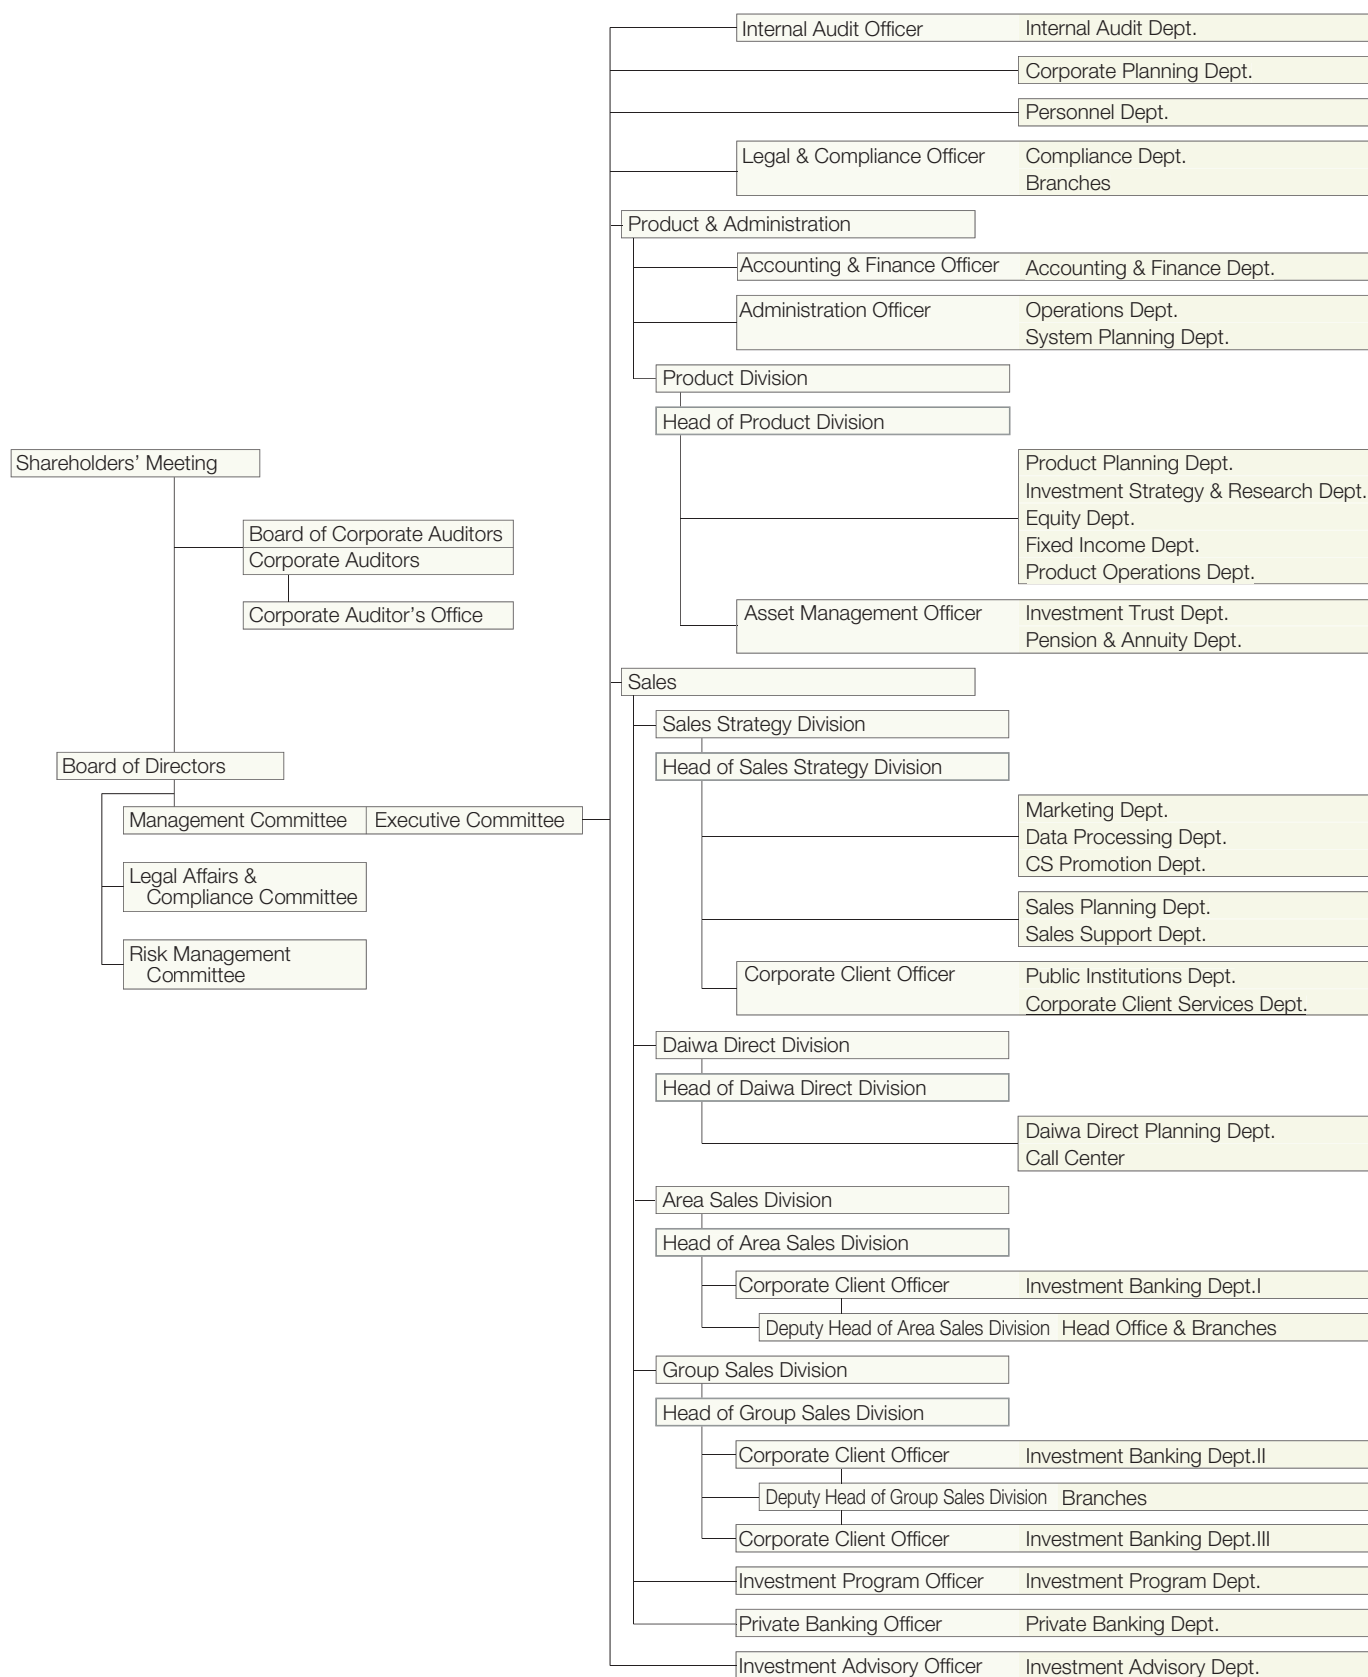 Internal Audit Officer Internal Audit Dept.
Corporate Planning Dept.
Personnel Dept.
Legal & Compliance Officer Compliance Dept.
Branches
Product & Administration
Accounting & Finance Officer Accounting & Finance Dept.
Administration Officer Operations Dept.
System Planning Dept.
Product Division
Head of Product Division
Shareholders’ Meeting
Product Planning Dept.
Investment Strategy & Research Dept.
Equity Dept.
Fixed Income Dept.
Product Operations Dept.
Board of Corporate Auditors
Corporate Auditors
Corporate Auditor’s Office
Asset Management Officer Investment Trust Dept.
Pension & Annuity Dept.
Sales
Sales Strategy Division
Head of Sales Strategy Division
Board of Directors
Management Committee Executive Committee
Legal Affairs &
Compliance Committee
Risk Management
Committee
Marketing Dept.
Data Processing Dept.
CS Promotion Dept.
Sales Planning Dept.
Sales Support Dept.
Corporate Client Officer Public Institutions Dept.
Corporate Client Services Dept.
Daiwa Direct Division
Head of Daiwa Direct Division
Daiwa Direct Planning Dept.
Call Center
Area Sales Division
Head of Area Sales Division
Corporate Client Officer Investment Banking Dept.I
Deputy Head of Area Sales Division Head Office & Branches
Group Sales Division
Head of Group Sales Division
Corporate Client Officer Investment Banking Dept.II
Deputy Head of Group Sales Division Branches
Corporate Client Officer Investment Banking Dept.III
Investment Program Officer Investment Program Dept.
Private Banking Officer Private Banking Dept.
Investment Advisory Officer Investment Advisory Dept.